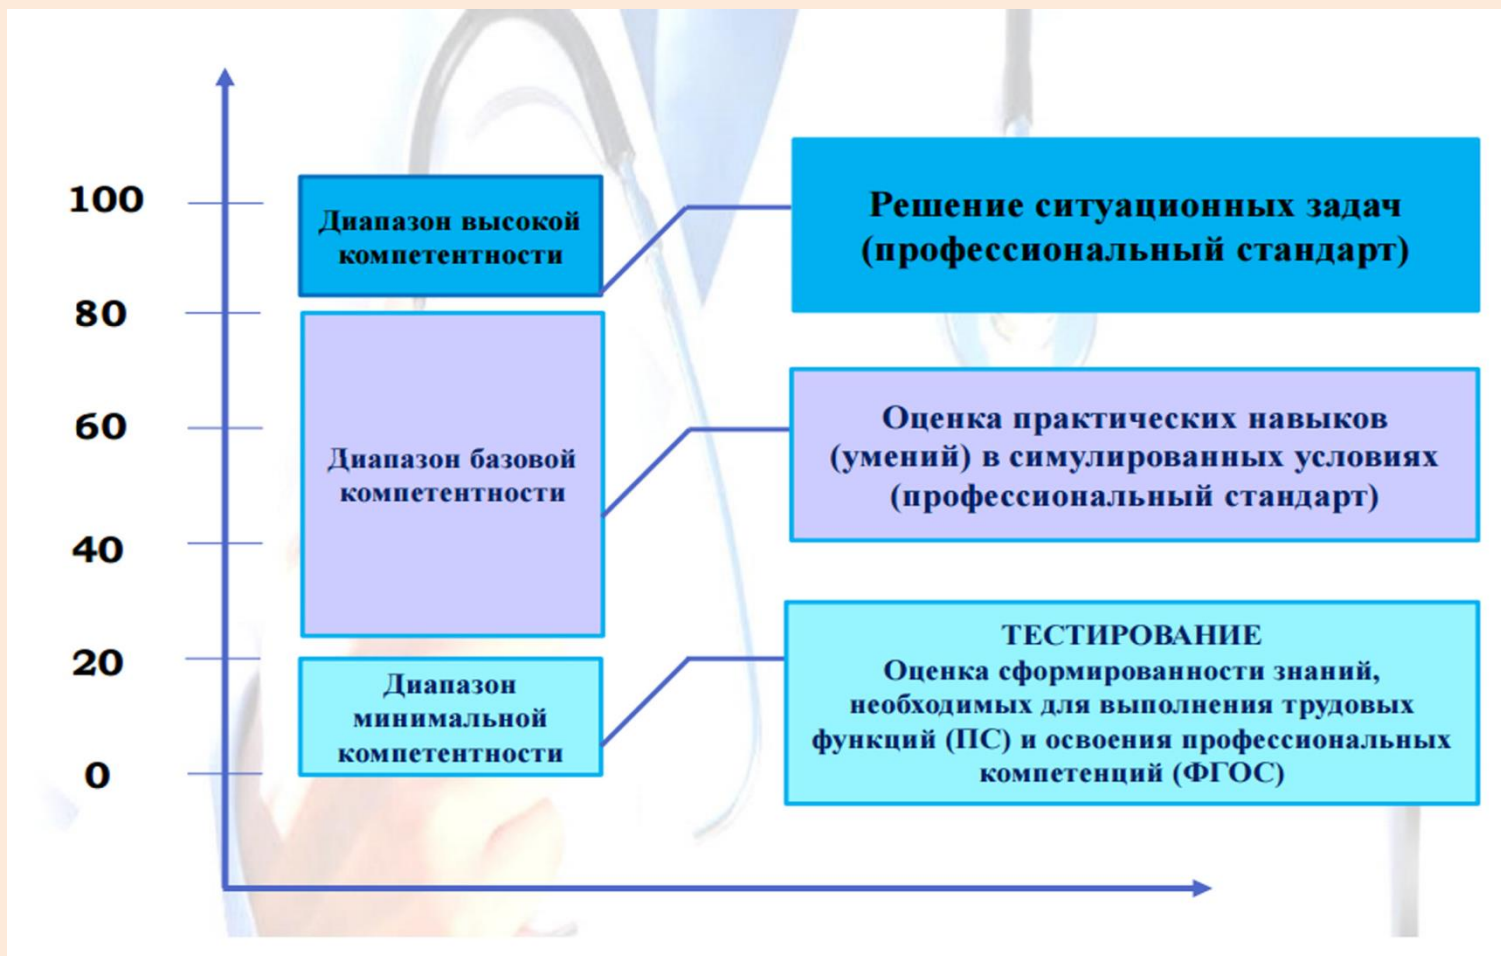 100
80
60
40
20
0
Диапазон высокой
компетентности
Диапазон базовой
компетентности
Диапазон
минимальной
компетентности
Решение ситуационных задач
(профессиональный стандарт)
Оценка практических навыков
(умений) в симулированных условиях
(профессиональный стандарт)
ТЕСТИРОВАНИЕ
Оценка сформированности знаний,
необходимых для выполнения трудовых
функций (ПС) и освоения профессиональных
компетенций (ФГОС)